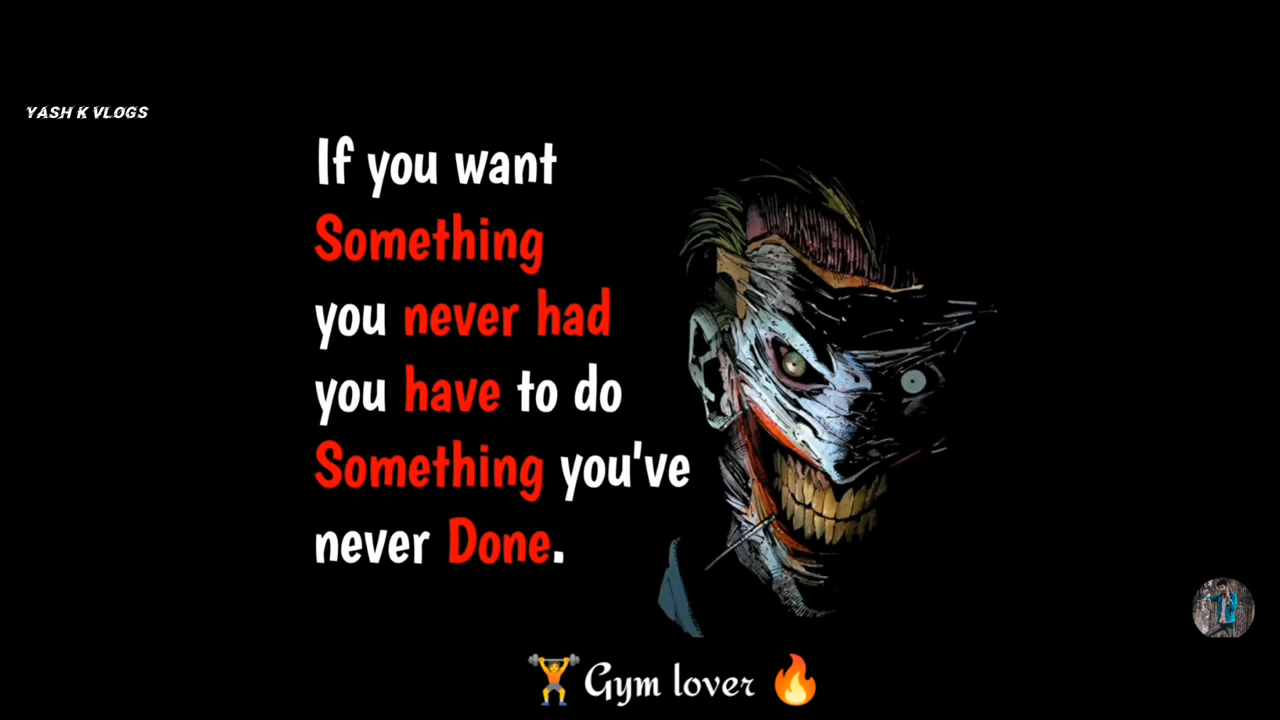 YASH K VLOGS
If you want
Something
you never had
you have to do
Something you've
never Done.
🏋️Gym lover 🔥